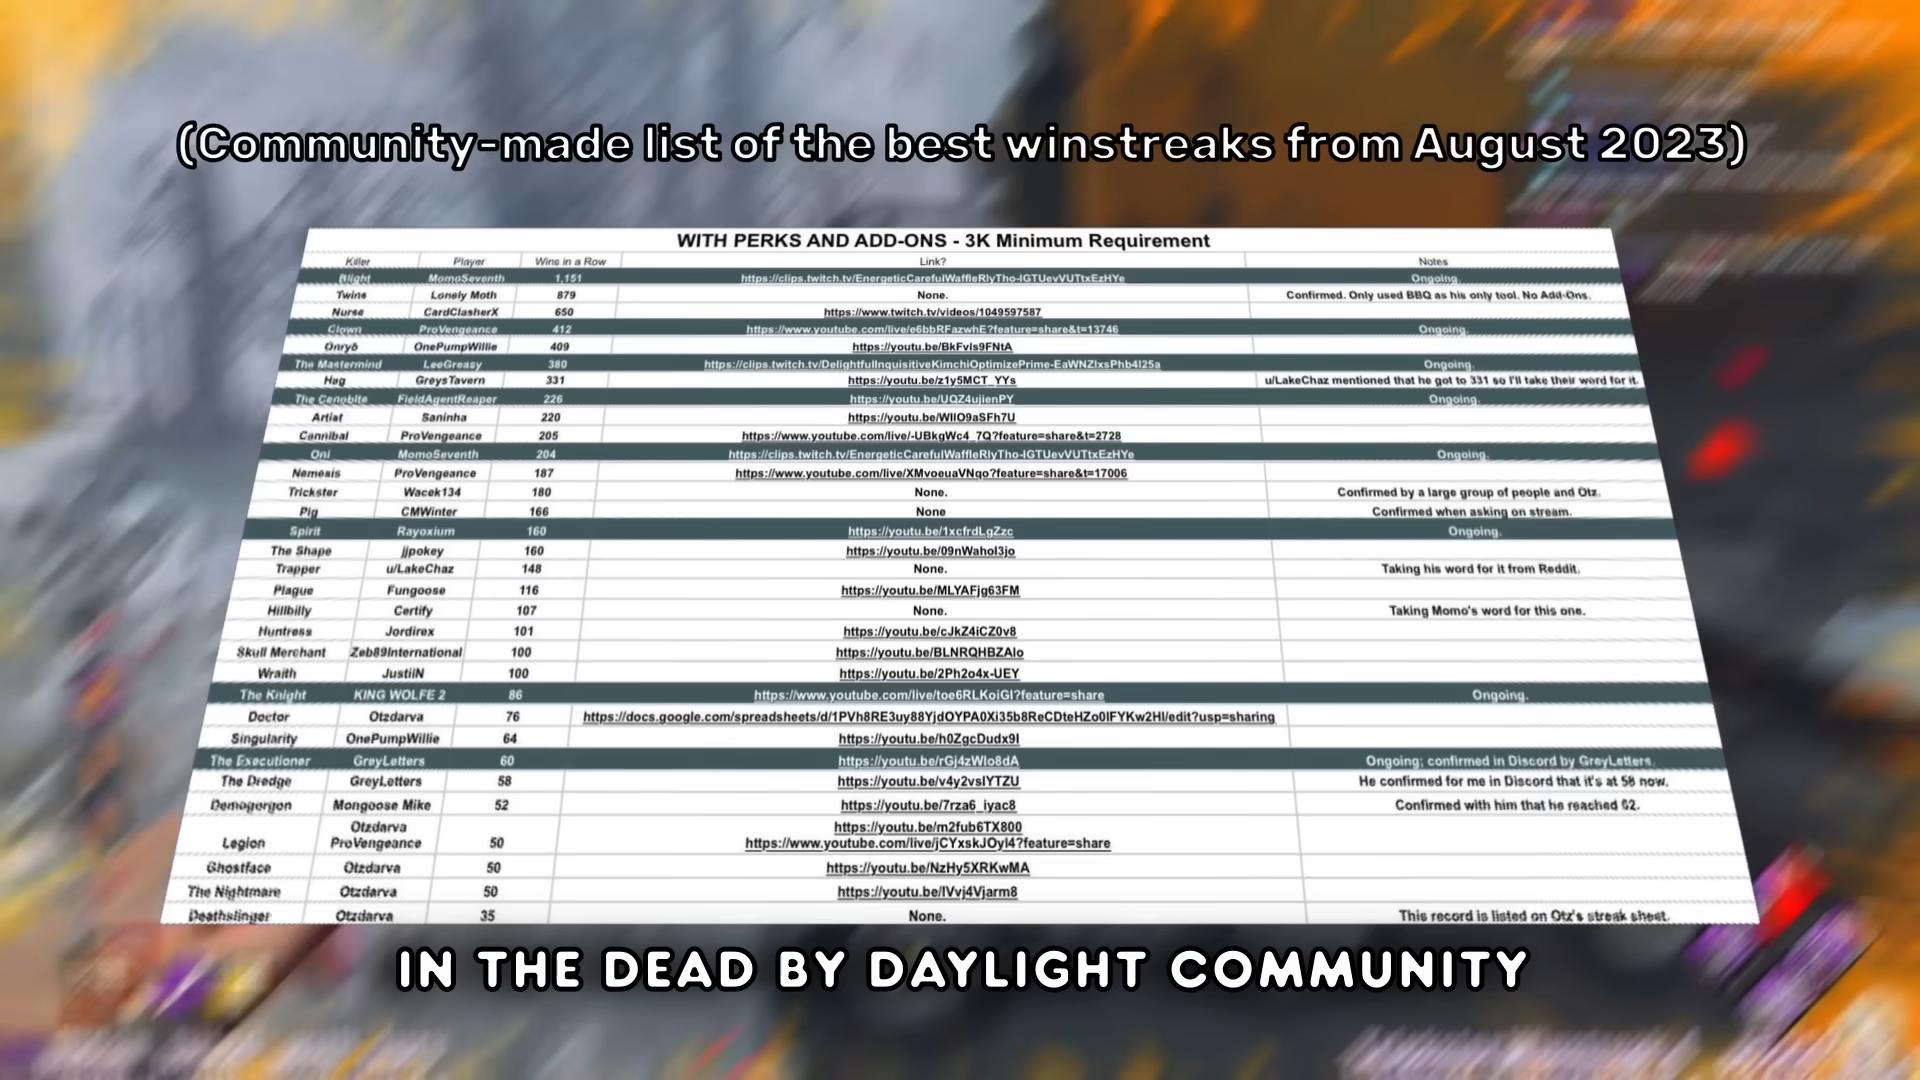 (Community-made list of the best winstreaks from August 2023)
WITH PERKS AND ADD-ONS - 3K Minimum Requirement
Killer Player Wins in a Row Link? Notes
Blight MomoSeventh 1,151 https://clips.twitch.tv/EnergeticCarefulWaffleRlyTho-IGTUevVUTtxEzHYe Ongoing.
Twins Lonely Moth 879 None. Confirmed. Only used BBQ as his only tool. No Add-Ons.
Nurse CardClasherX 650 https://www.twitch.tv/videos/1049597587
Clown ProVengeance 412 https://www.youtube.com/live/e6bbRFazwhE?feature=share&t=13746 Ongoing.
Onryō OnePumpWillie 409 https://youtu.be/BkFvIs9FNtA
The Mastermind LeeGreasy 380 https://clips.twitch.tv/DelightfulInquisitiveKimchiOptimizePrime-EaWNZIxsPhb4I25a Ongoing.
Hag GreysTavern 331 https://youtu.be/z1y5MCT_YYs u/LakeChaz mentioned that he got to 331 so I'll take their word for it.
The Cenobite FieldAgentReaper 226 https://youtu.be/UQZ4ujienPY Ongoing.
Artist Saninha 220 https://youtu.be/WIIO9aSFh7U
Cannibal ProVengeance 205 https://www.youtube.com/live/-UBkgWc4_7Q?feature=share&t=2728
Oni MomoSeventh 204 https://clips.twitch.tv/EnergeticCarefulWaffleRlyTho-IGTUevVUTtxEzHYe Ongoing.
Nemesis ProVengeance 187 https://www.youtube.com/live/XMvoeuaVNqo?feature=share&t=17006
Trickster Wacek134 180 None. Confirmed by a large group of people and Otz.
Pig CMWinter 166 None Confirmed when asking on stream.
Spirit Rayoxium 160 https://youtu.be/1xcfrdLgZzc Ongoing.
The Shape jjpokey 160 https://youtu.be/09nWahoI3jo
Trapper u/LakeChaz 148 None. Taking his word for it from Reddit.
Plague Fungoose 116 https://youtu.be/MLYAFjg63FM
Hillbilly Certify 107 None. Taking Momo's word for this one.
Huntress Jordirex 101 https://youtu.be/cJkZ4iCZ0v8
Skull Merchant Zeb89International 100 https://youtu.be/BLNRQHBZAIo
Wraith JustiiN 100 https://youtu.be/2Ph2o4x-UEY
The Knight KING WOLFE 2 86 https://www.youtube.com/live/toe6RLKoiGI?feature=share Ongoing.
Doctor Otzdarva 76 https://docs.google.com/spreadsheets/d/1PVh8RE3uy88YjdOYPA0Xi35b8ReCDteHZo0IFYKw2HI/edit?usp=sharing
Singularity OnePumpWillie 64 https://youtu.be/h0ZgcDudx9I
The Executioner GreyLetters 60 https://youtu.be/rGj4zWIo8dA Ongoing; confirmed in Discord by GreyLetters.
The Dredge GreyLetters 58 https://youtu.be/v4y2vsIYTZU He confirmed for me in Discord that it's at 58 now.
Demogorgon Mongoose Mike 52 https://youtu.be/7rza6_iyac8 Confirmed with him that he reached 52.
Otzdarva https://youtu.be/m2fub6TX800
Legion ProVengeance 50 https://www.youtube.com/live/jCYxskJOyI4?feature=share
Ghostface Otzdarva 50 https://youtu.be/NzHy5XRKwMA
The Nightmare Otzdarva 50 https://youtu.be/IVvj4Vjarm8
Deathslinger Otzdarva 35 None. This record is listed on Otz's streak sheet.
IN THE DEAD BY DAYLIGHT COMMUNITY